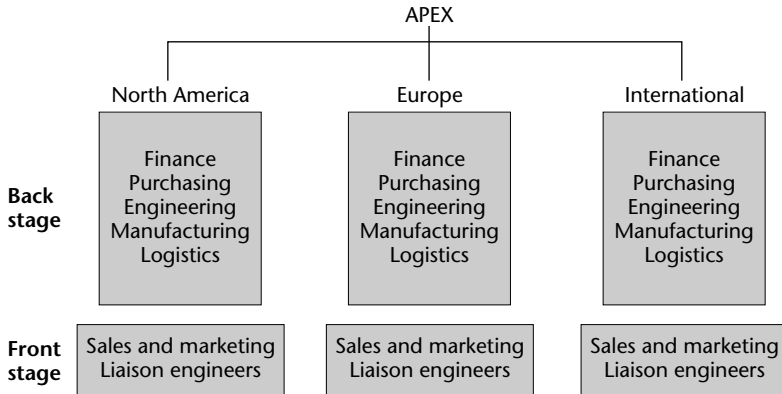 APEX
North America
Europe
International
Back
stage
Finance
Purchasing
Engineering
Manufacturing
Logistics
Finance
Purchasing
Engineering
Manufacturing
Logistics
Finance
Purchasing
Engineering
Manufacturing
Logistics
Front
stage
Sales and marketing
Liaison engineers
Sales and marketing
Liaison engineers
Sales and marketing
Liaison engineers